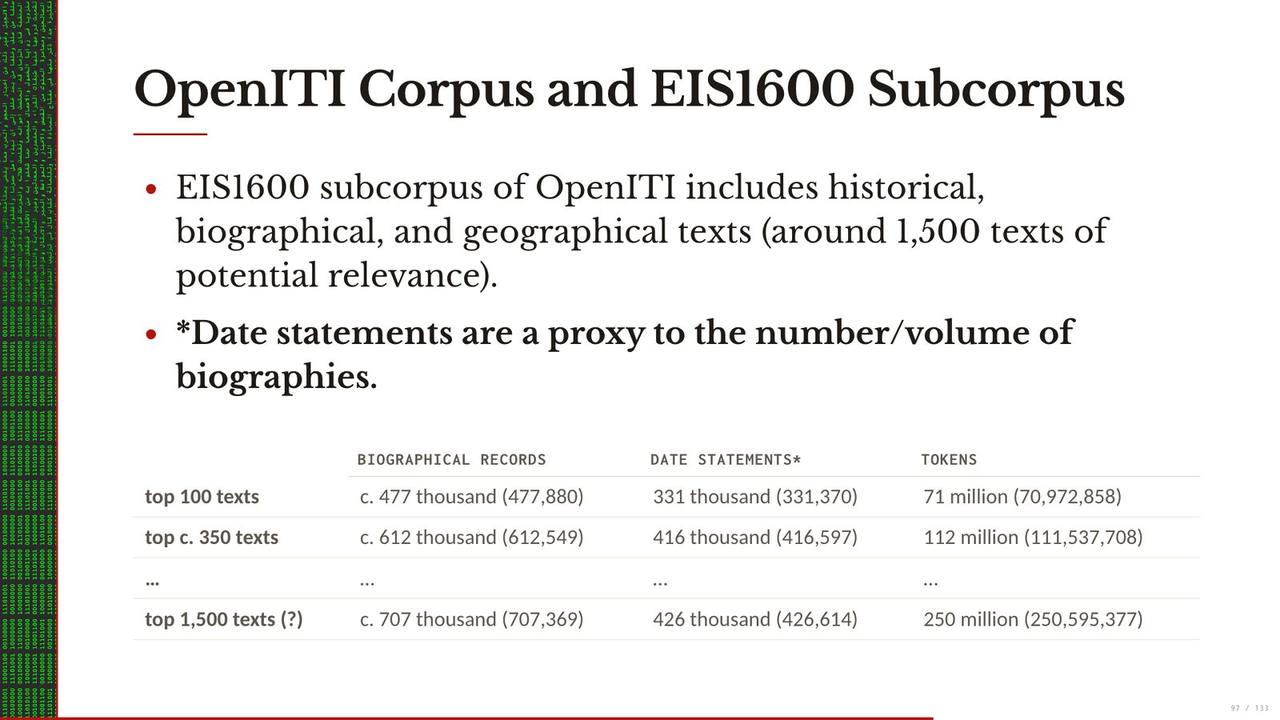 OpenITI Corpus and EIS1600 Subcorpus
• EIS1600 subcorpus of OpenITI includes historical,
biographical, and geographical texts (around 1,500 texts of
potential relevance).
• *Date statements are a proxy to the number/volume of
biographies.
BIOGRAPHICAL RECORDS DATE STATEMENTS* TOKENS
top 100 texts c. 477 thousand (477,880) 331 thousand (331,370) 71 million (70,972,858)
top c. 350 texts c. 612 thousand (612,549) 416 thousand (416,597) 112 million (111,537,708)
… … … …
top 1,500 texts (?) c. 707 thousand (707,369) 426 thousand (426,614) 250 million (250,595,377)
97 / 133